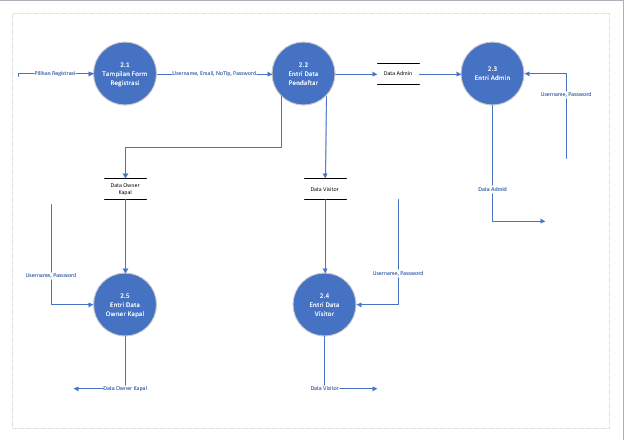 2.1
Tampilan Form
Registrasi
2.2
Entri Data
Pendaftar
2.3
Entri Admin
Pilihan Registrasi
Username, Email, NoTlp, Password
Data Admin
Username, Password
Data Owner
Kapal
Data Visitor
Data Admid
Username, Password
Username, Password
2.5
Entri Data
Owner Kapal
2.4
Entri Data
Visitor
Data Owner Kapal
Data Visitor